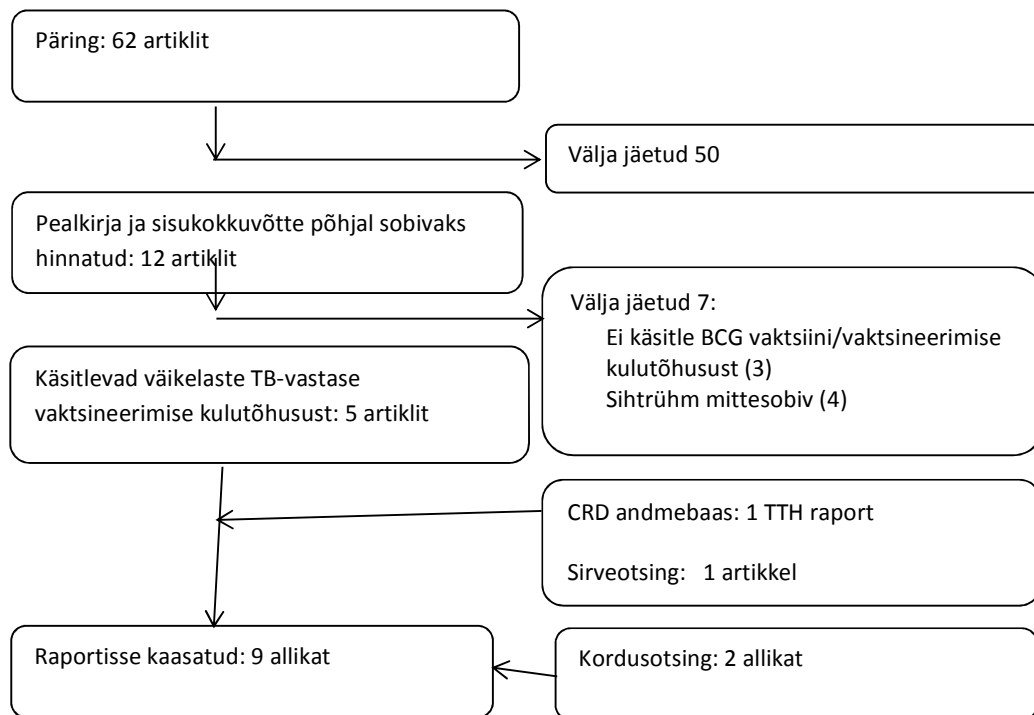 Päring: 62 artiklit
Välja jäetud 50
Pealkirja ja sisukokkuvõtte põhjal sobivaks
hinnatud: 12 artiklit
Välja jäetud 7:
Ei käsitle BCG vaktsiini/vaktsineerimise
kulutõhusust (3)
Sihtrühm mittesobiv (4)
Käsitlevad väikelaste TB-vastase
vaktsineerimise kulutõhusust: 5 artiklit
CRD andmebaas: 1 TTH raport
Sirveotsing: 1 artikkel
Raportisse kaasatud: 9 allikat
Kordusotsing: 2 allikat